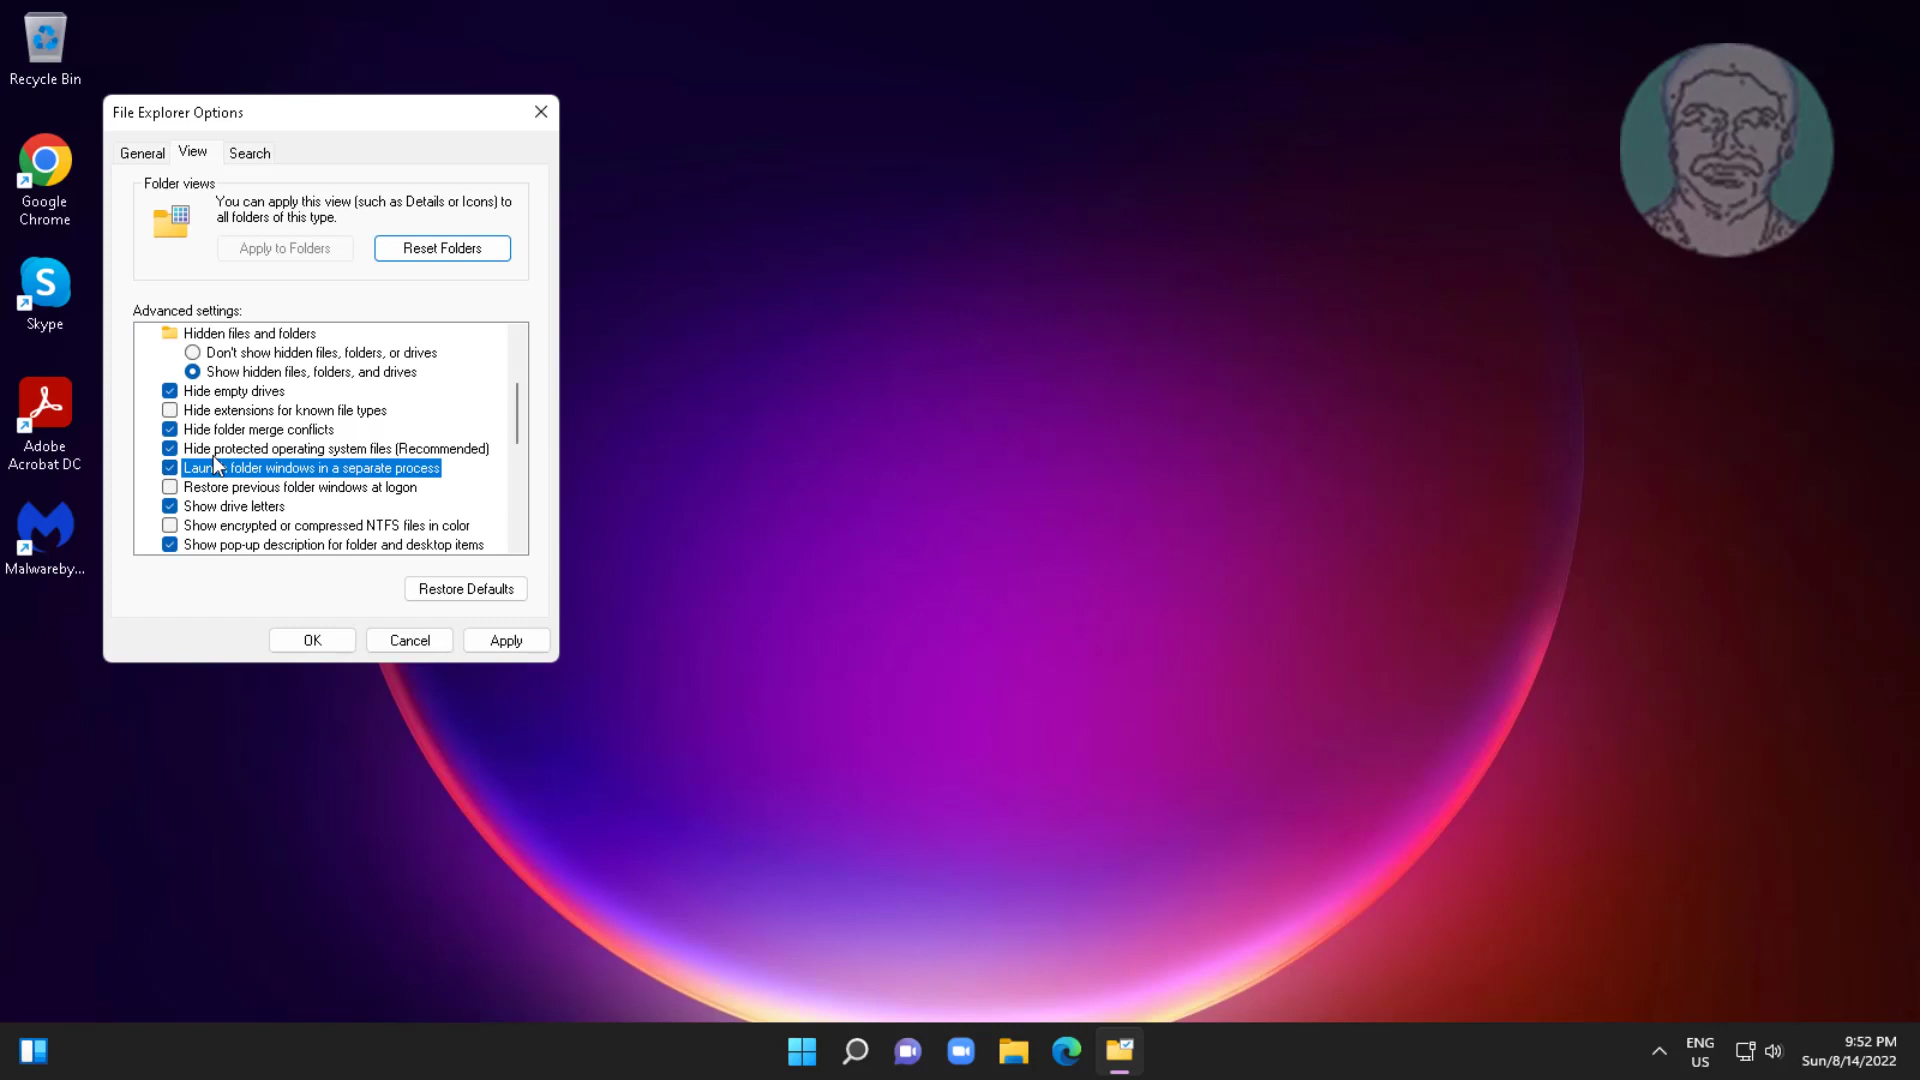 Recycle Bin
Google
Chrome
Skype
Adobe
Acrobat DC
Malwareby...
File Explorer Options
General
View
Search
Folder views
You can apply this view (such as Details or Icons) to
all folders of this type.
Apply to Folders
Reset Folders
Advanced settings:
Hidden files and folders
Don't show hidden files, folders, or drives
Show hidden files, folders, and drives
Hide empty drives
Hide extensions for known file types
Hide folder merge conflicts
Hide protected operating system files (Recommended)
Launch folder windows in a separate process
Restore previous folder windows at logon
Show drive letters
Show encrypted or compressed NTFS files in color
Show pop-up description for folder and desktop items
Restore Defaults
OK
Cancel
Apply
ENG
US
9:52 PM
Sun/8/14/2022